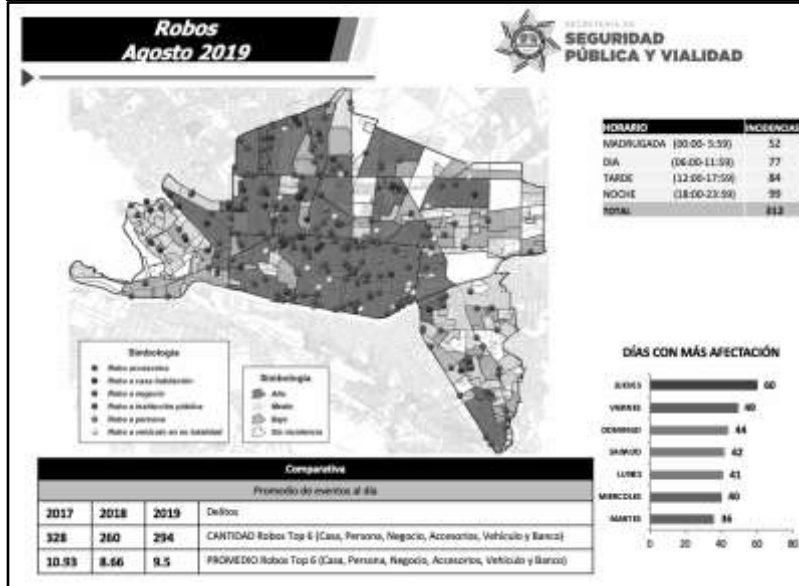 Robos
Agosto 2019
SECRETARÍA DE
SEGURIDAD
PÚBLICA Y VIALIDAD
HORARIO INCIDENCIAS
MADRUGADA (00:00- 5:59) 52
DIA (06:00-11:59) 77
TARDE (12:00-17:59) 84
NOCHE (18:00-23:59) 99
TOTAL 312
Simbología
Robo accesorios
Robo a casa habitación
Robo a negocio
Robo a institución pública
Robo a persona
Robo a vehículo en su totalidad
Simbología
Alto
Medio
Bajo
Sin incidencia
DÍAS CON MÁS AFECTACIÓN
JUEVES 60
VIERNES 49
DOMINGO 44
SABADO 42
LUNES 41
MIERCOLES 40
MARTES 36
0 20 40 60 80
Comparativa
Promedio de eventos al día
2017 2018 2019 Delitos
328 260 294 CANTIDAD Robos Top 6 (Casa, Persona, Negocio, Accesorios, Vehículo y Banco)
10.93 8.66 9.5 PROMEDIO Robos Top 6 (Casa, Persona, Negocio, Accesorios, Vehículo y Banco)